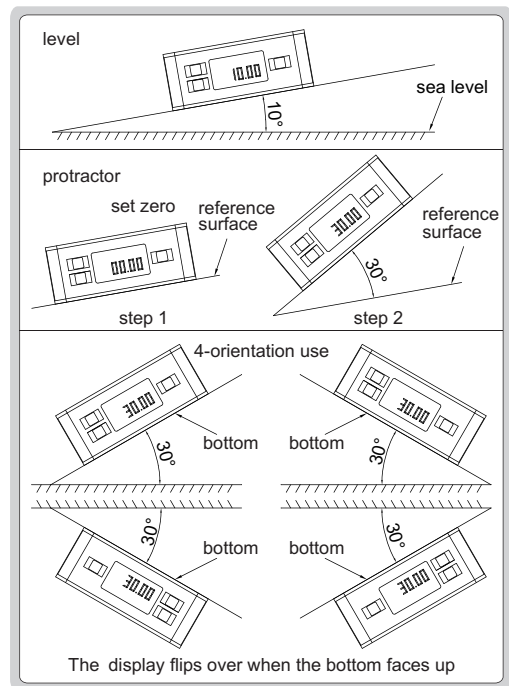 level
10.00
sea level
10°
protractor
set zero
reference
surface
00.00
step 1
30.00
reference
surface
30°
step 2
4-orientation use
30.00
bottom
30°
30.00
bottom
30°
30°
bottom
30.00
30°
bottom
30.00
The display flips over when the bottom faces up